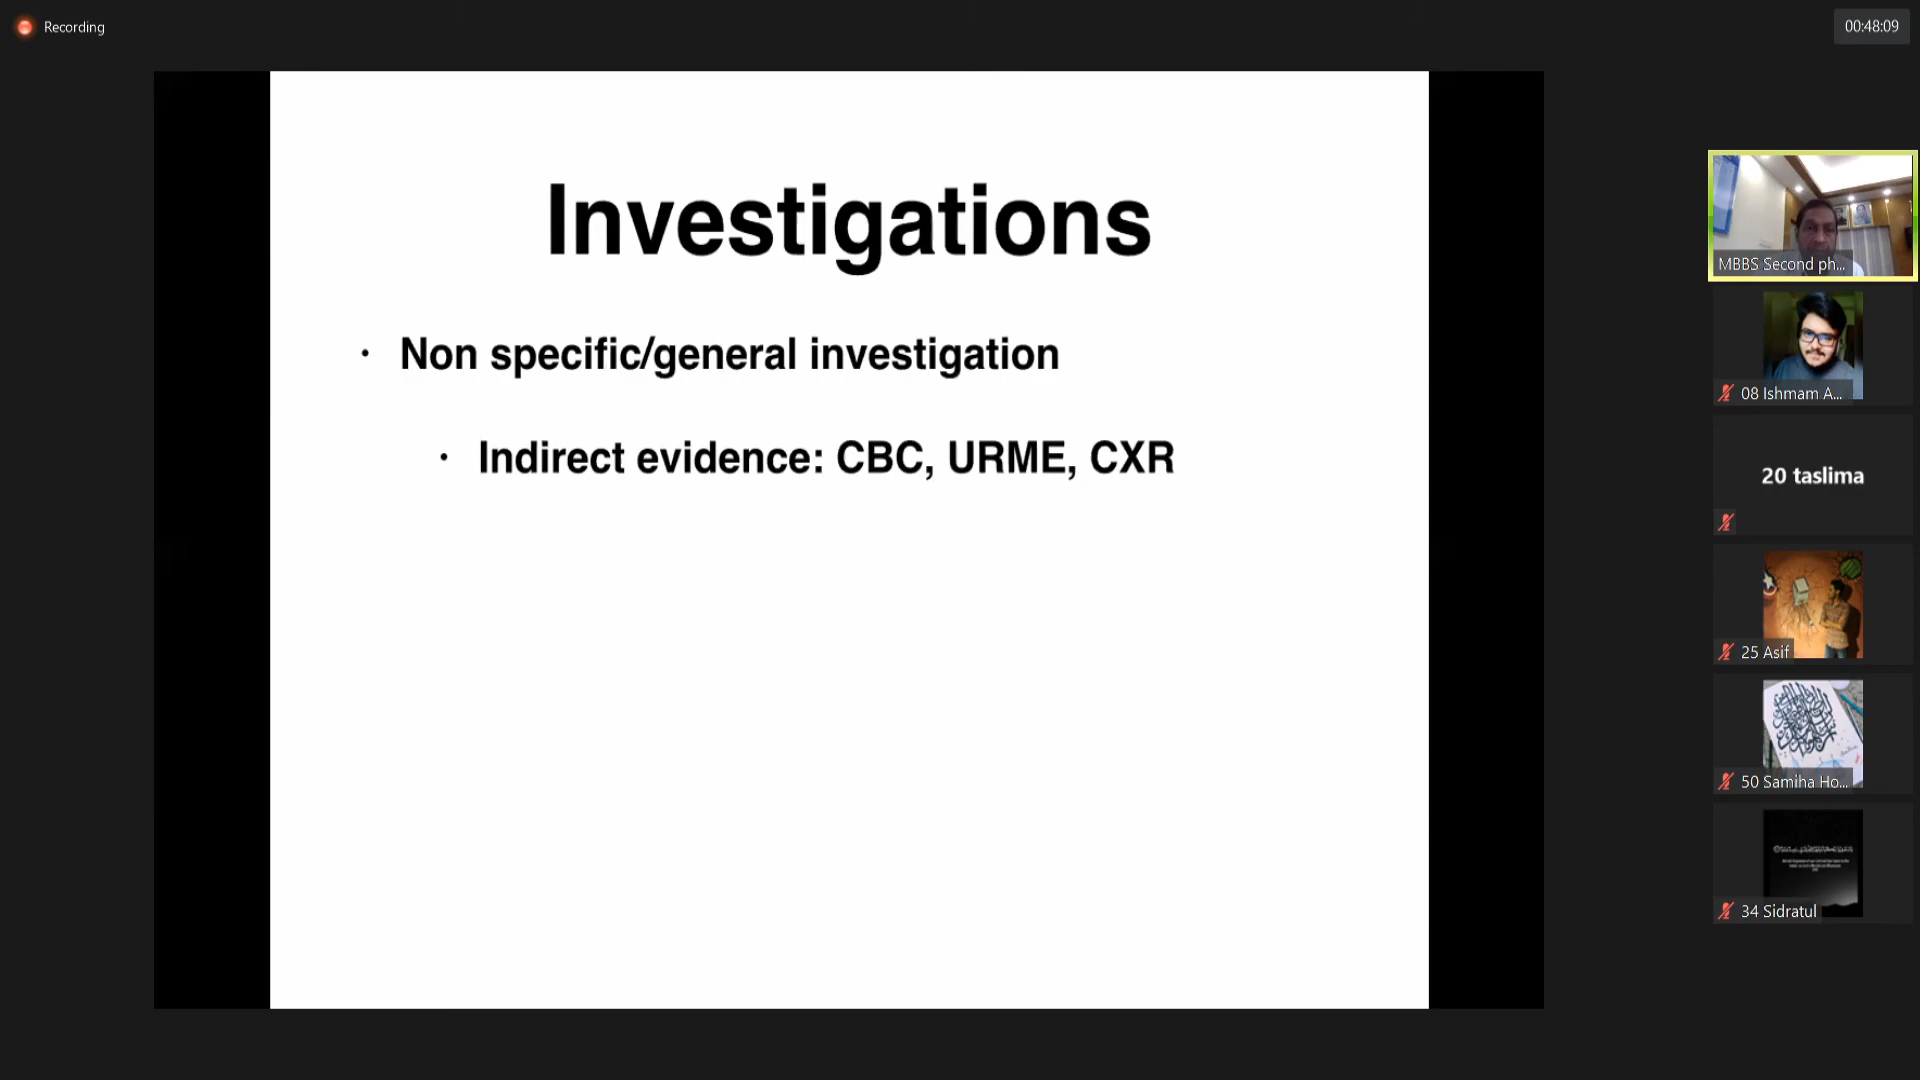 Recording
00:48:09
Investigations
· Non specific/general investigation
· Indirect evidence: CBC, URME, CXR
MBBS Second ph...
08 Ishmam A...
20 taslima
25 Asif
50 Samiha Ho...
34 Sidratul